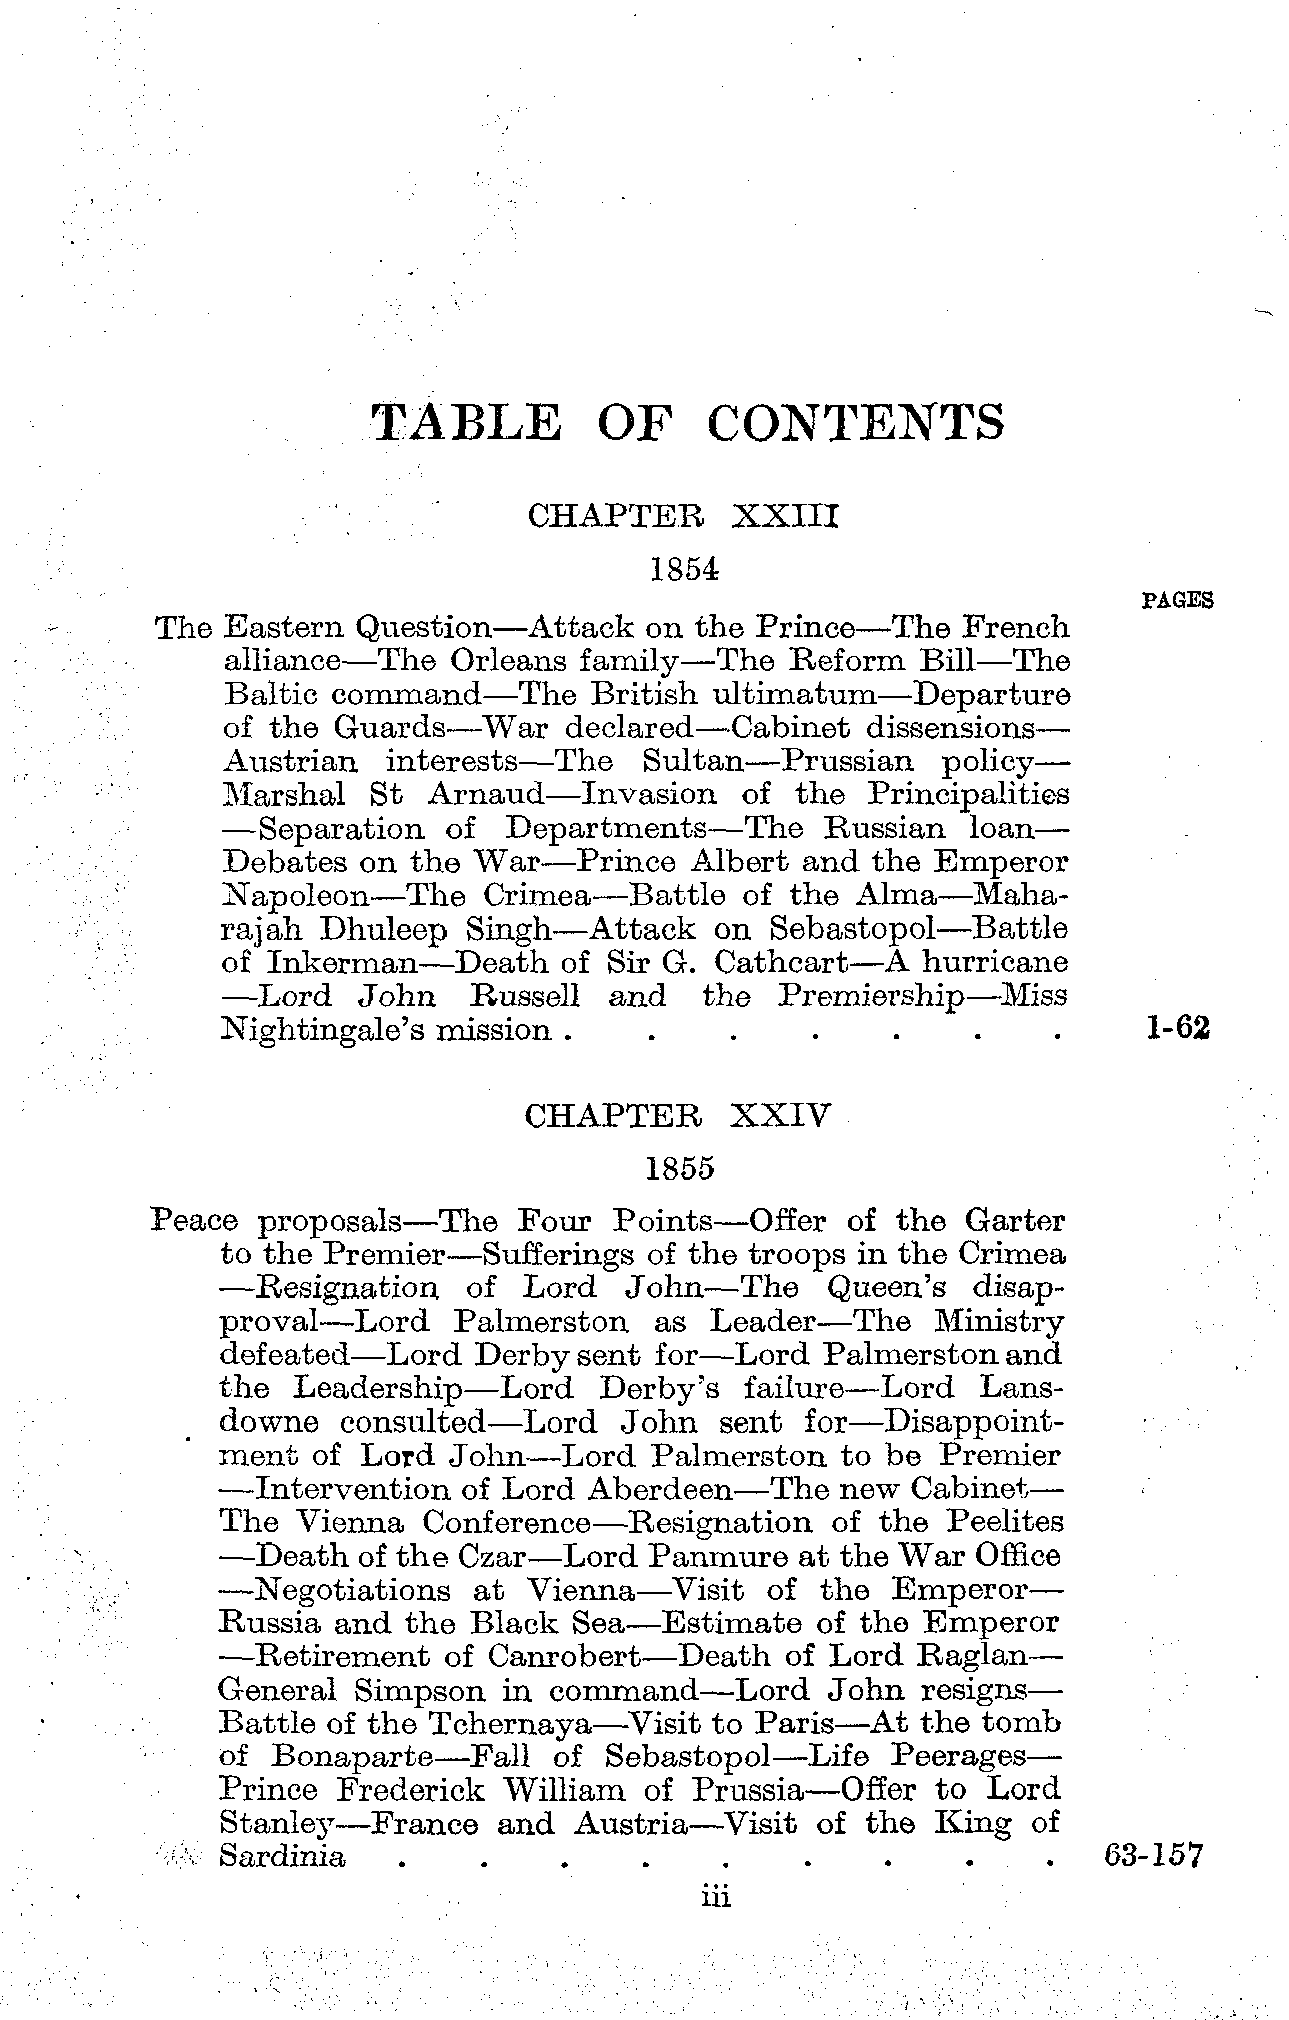 TABLE OF CONTENTS
CHAPTER XXIII
1854
PAGES
The Eastern Question—Attack on the Prince—The French
alliance—The Orleans family—The Reform Bill—The
Baltic command—The British ultimatum—Departure
of the Guards—War declared—Cabinet dissensions—
Austrian interests—The Sultan—Prussian policy—
Marshal St Arnaud—Invasion of the Principalities
—Separation of Departments—The Russian loan—
Debates on the War—Prince Albert and the Emperor
Napoleon—The Crimea—Battle of the Alma—Maha-
rajah Dhuleep Singh—Attack on Sebastopol—Battle
of Inkerman—Death of Sir G. Cathcart—A hurricane
—Lord John Russell and the Premiership—Miss
Nightingale's mission . . . . . . . 1-62
CHAPTER XXIV
1855
Peace proposals—The Four Points—Offer of the Garter
to the Premier—Sufferings of the troops in the Crimea
—Resignation of Lord John—The Queen's disap-
proval—Lord Palmerston as Leader—The Ministry
defeated—Lord Derby sent for—Lord Palmerston and
the Leadership—Lord Derby's failure—Lord Lans-
downe consulted—Lord John sent for—Disappoint-
ment of Lord John—Lord Palmerston to be Premier
—Intervention of Lord Aberdeen—The new Cabinet—
The Vienna Conference—Resignation of the Peelites
—Death of the Czar—Lord Panmure at the War Office
—Negotiations at Vienna—Visit of the Emperor—
Russia and the Black Sea—Estimate of the Emperor
—Retirement of Canrobert—Death of Lord Raglan—
General Simpson in command—Lord John resigns—
Battle of the Tchernaya—Visit to Paris—At the tomb
of Bonaparte—Fall of Sebastopol—Life Peerages—
Prince Frederick William of Prussia—Offer to Lord
Stanley—France and Austria—Visit of the King of
Sardinia . . . . . . . . . 63-157
iii